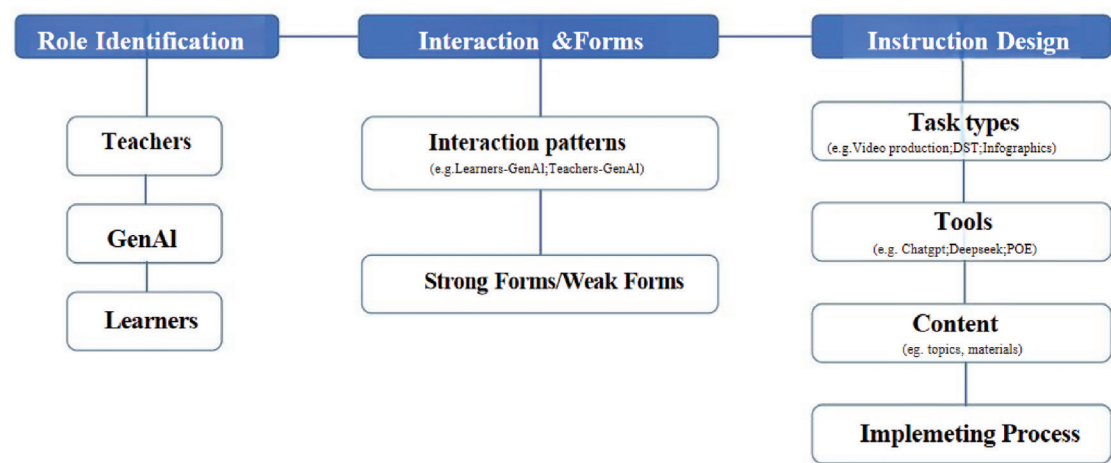 Role Identification
Interaction &Forms
Instruction Design
Teachers
GenAI
Learners
Interaction patterns
(e.g.Learners-GenAI;Teachers-GenAI)
Strong Forms/Weak Forms
Task types
(e.g.Video production;DST;Infographics)
Tools
(e.g. Chatgpt;Deepseek;POE)
Content
(eg. topics, materials)
Implemeting Process